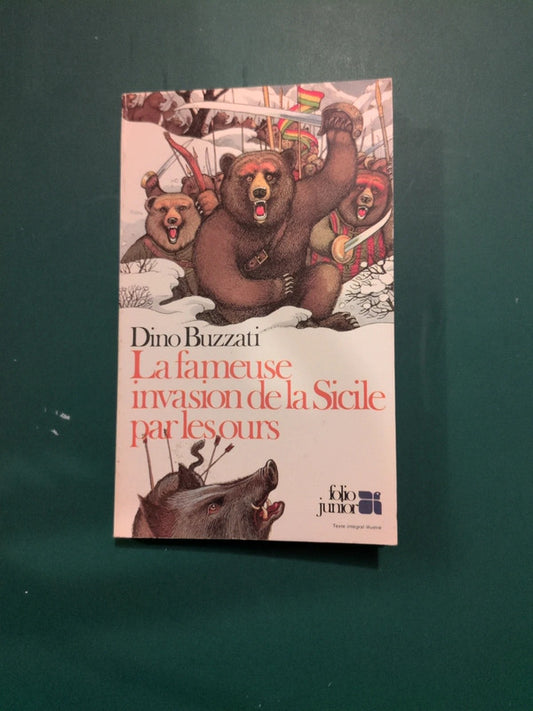 Dino Buzzati
La fameuse
invasion de la Sicile
par les ours
folio
junior
Texte intégral illustré